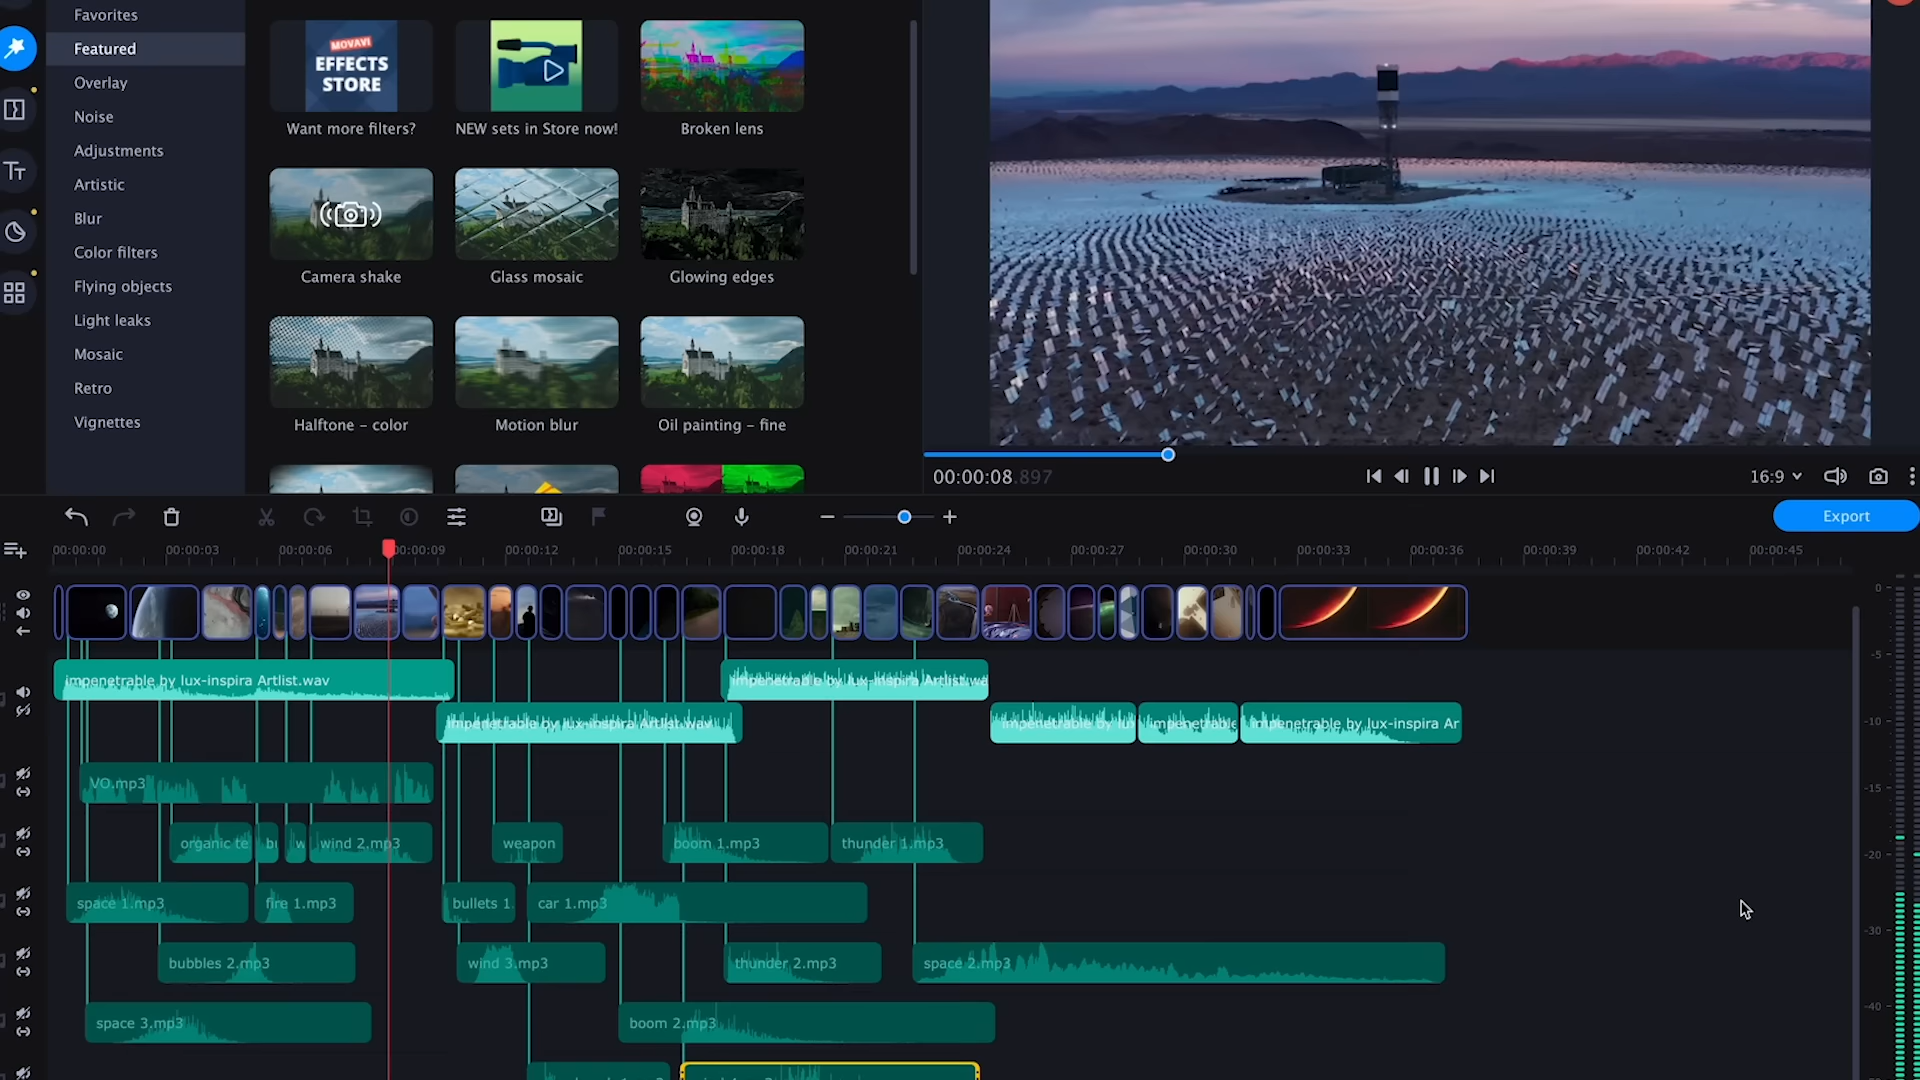 Favorites
Featured
Overlay
Noise
Adjustments
Artistic
Blur
Color filters
Flying objects
Light leaks
Mosaic
Retro
Vignettes
MOVAVI
EFFECTS
STORE
Want more filters?
NEW sets in Store now!
Broken lens
Camera shake
Glass mosaic
Glowing edges
Halftone – color
Motion blur
Oil painting – fine
00:00:08.897
16:9
Export
00:00:00 00:00:03 00:00:06 00:00:09 00:00:12 00:00:15 00:00:18 00:00:21 00:00:24 00:00:27 00:00:30 00:00:33 00:00:36 00:00:39 00:00:42 00:00:45
0
-5
-10
-15
-20
-30
-40
impenetrable by lux-inspira Artlist.wav
impenetrable by lux-inspira Artlist.wa
impenetrable by lux-inspira Artlist.wav
impenetrable by lux
impenetrable
impenetrable by lux-inspira Ar
VO.mp3
organic te
bu
w
wind 2.mp3
weapon
boom 1.mp3
thunder 1.mp3
space 1.mp3
fire 1.mp3
bullets 1.
car 1.mp3
bubbles 2.mp3
wind 3.mp3
thunder 2.mp3
space 2.mp3
space 3.mp3
boom 2.mp3